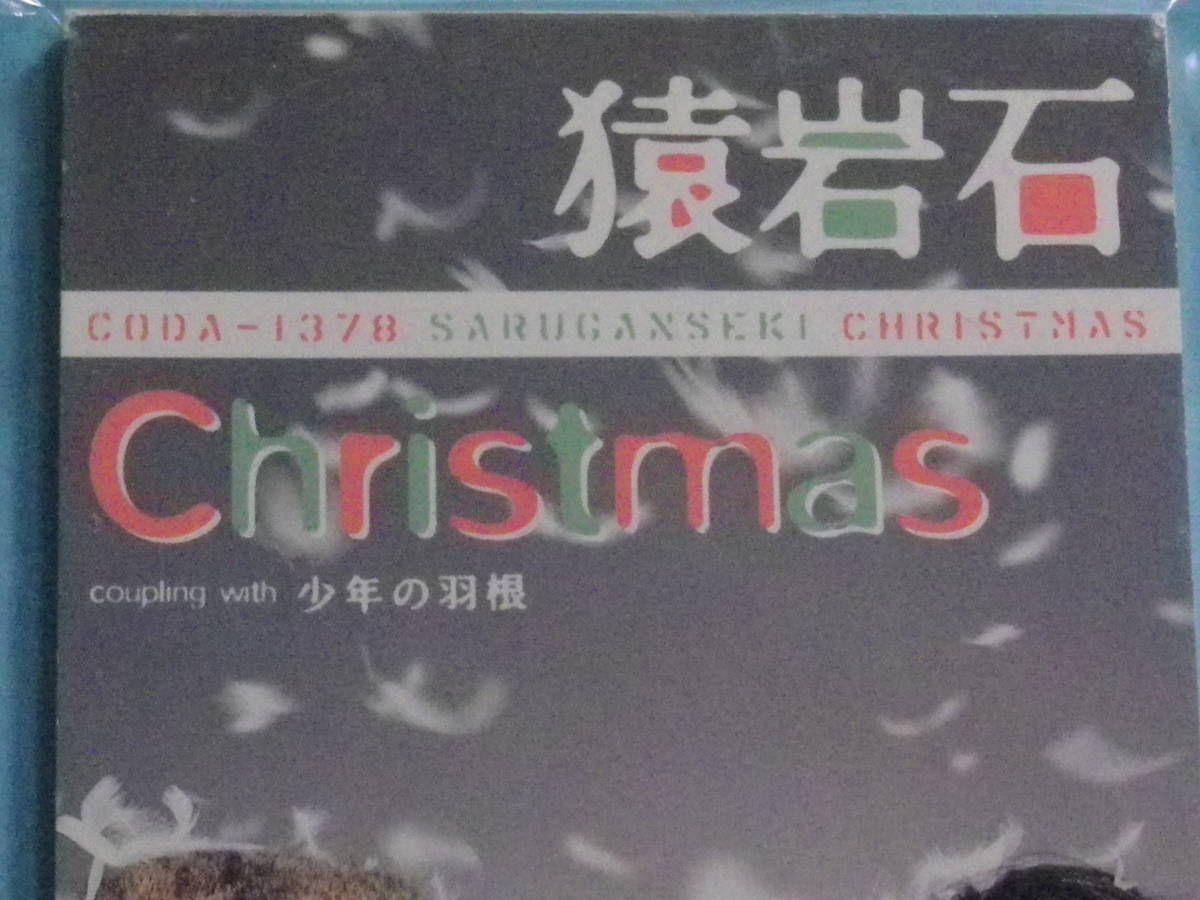 猿岩石
CODA-1378 SARUGANSEKI CHRISTMAS
Christmas
coupling with 少年の羽根